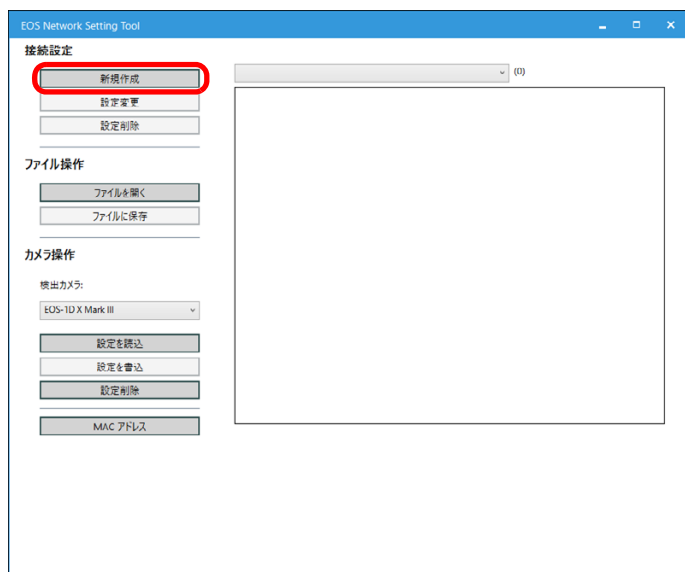 EOS Network Setting Tool
接続設定
新規作成
(0)
設定変更
設定削除
ファイル操作
ファイルを開く
ファイルに保存
カメラ操作
検出カメラ:
EOS-1D X Mark III
設定を読込
設定を書込
設定削除
MAC アドレス